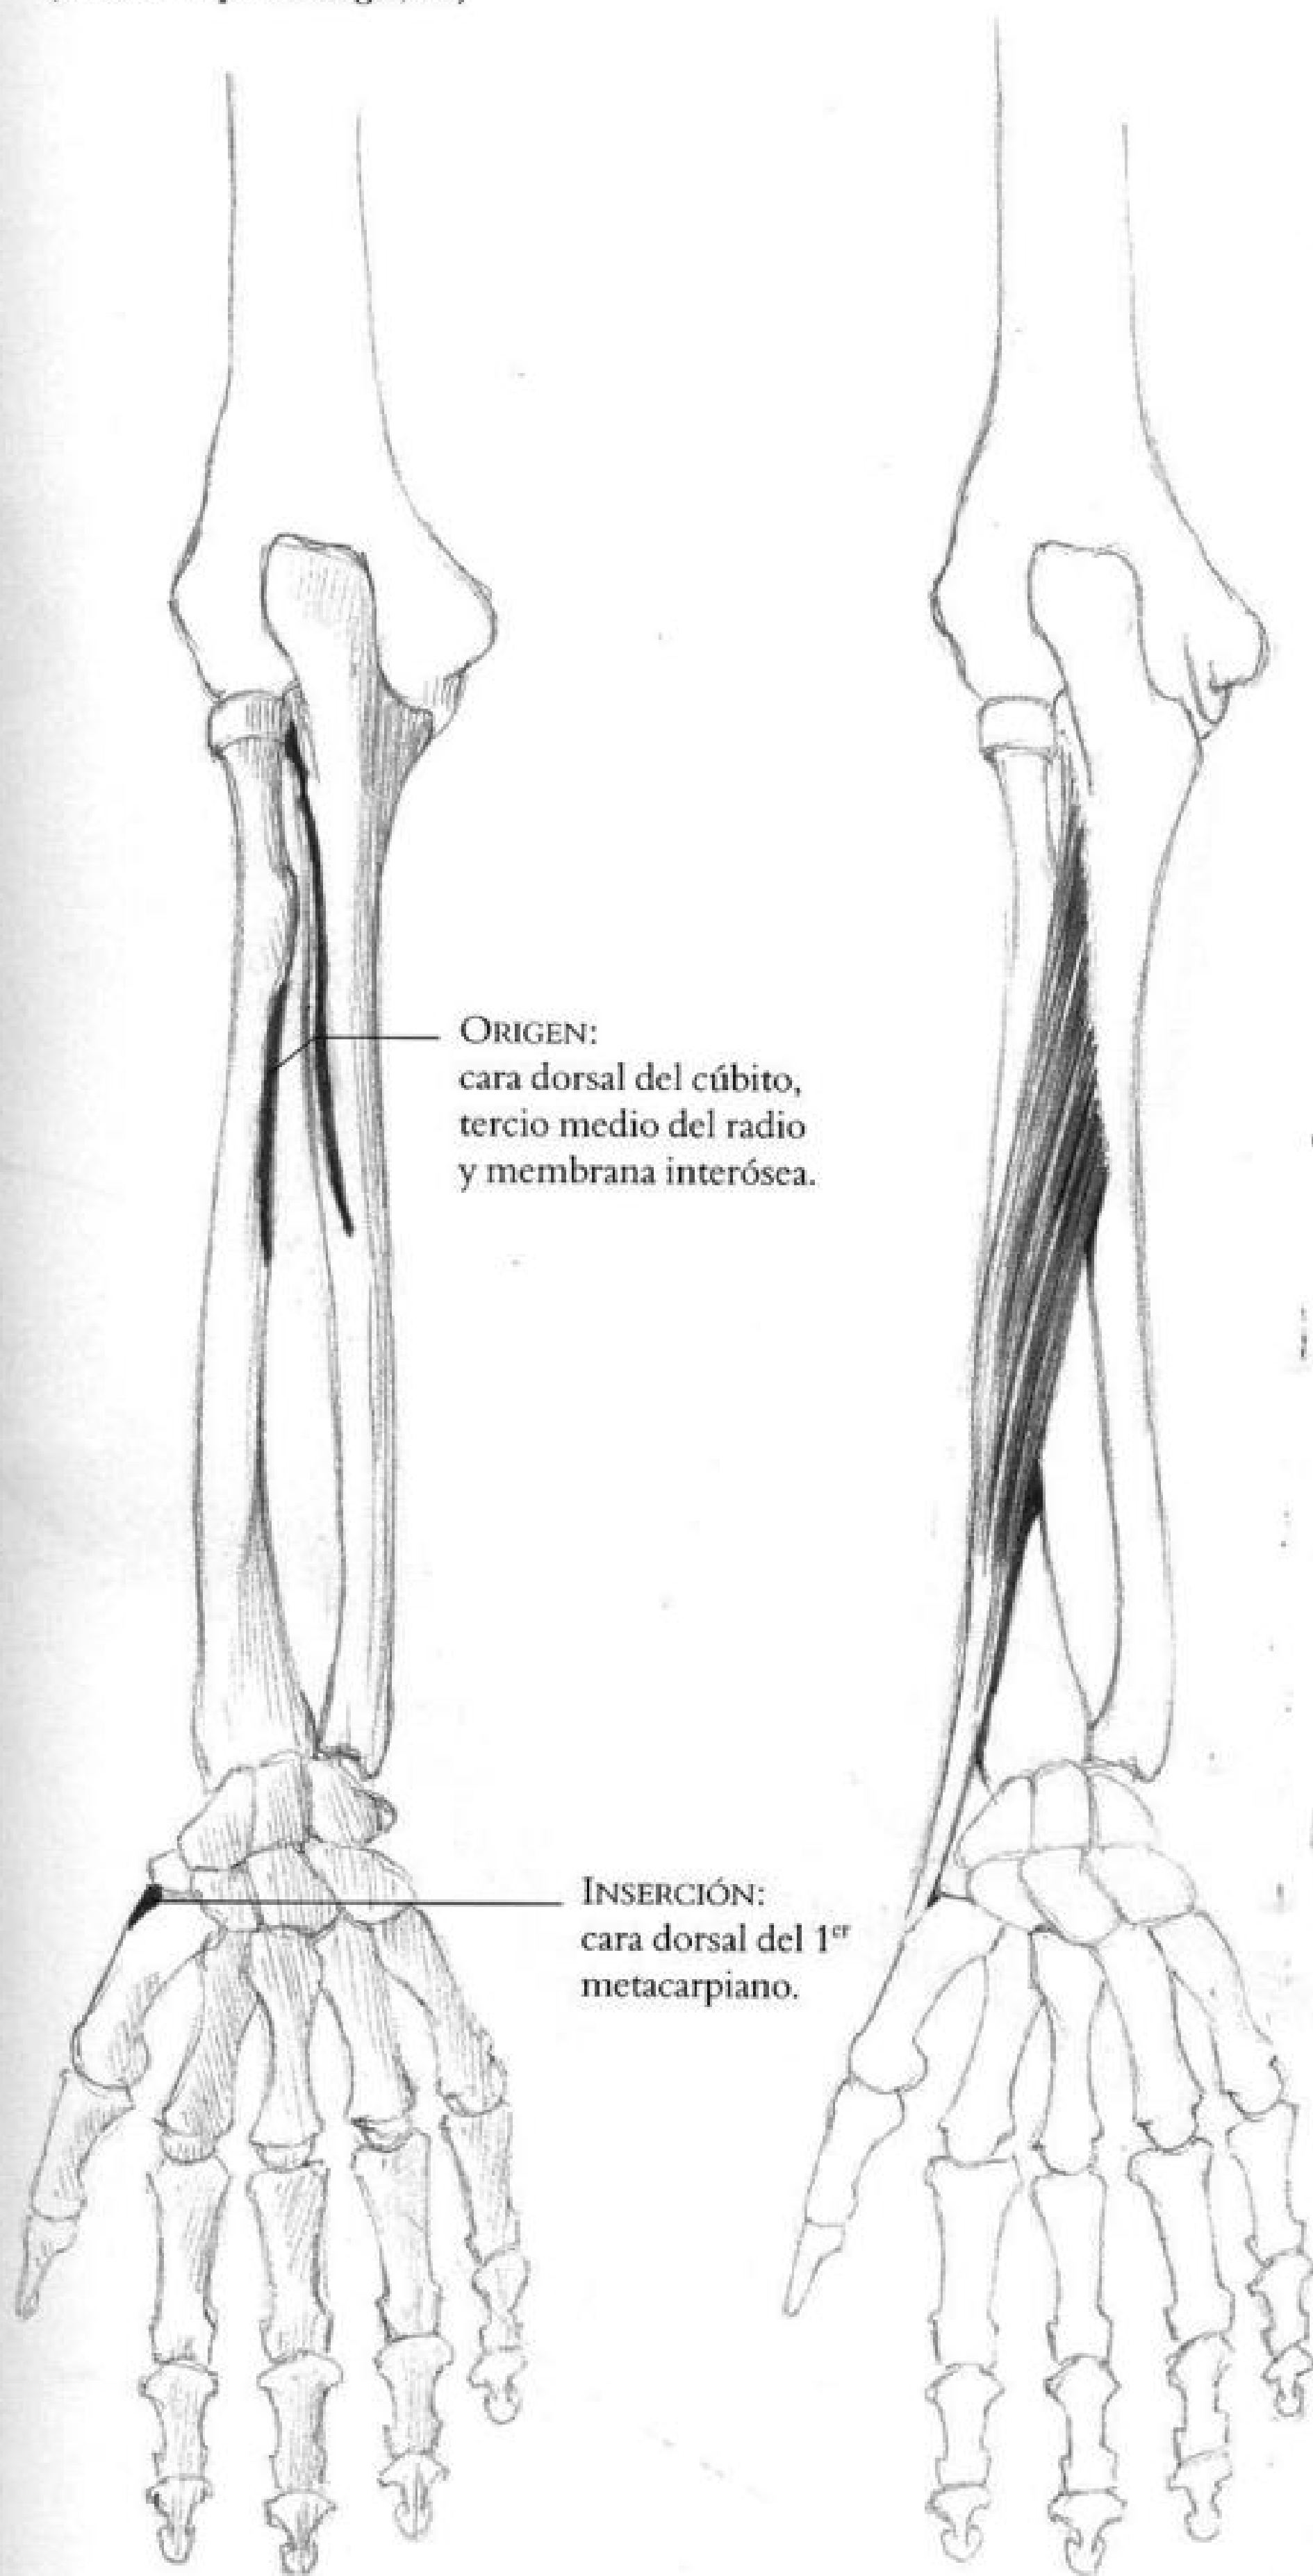 ORIGEN:
cara dorsal del cúbito,
tercio medio del radio
y membrana interósea.
INSERCIÓN:
cara dorsal del 1er
metacarpiano.